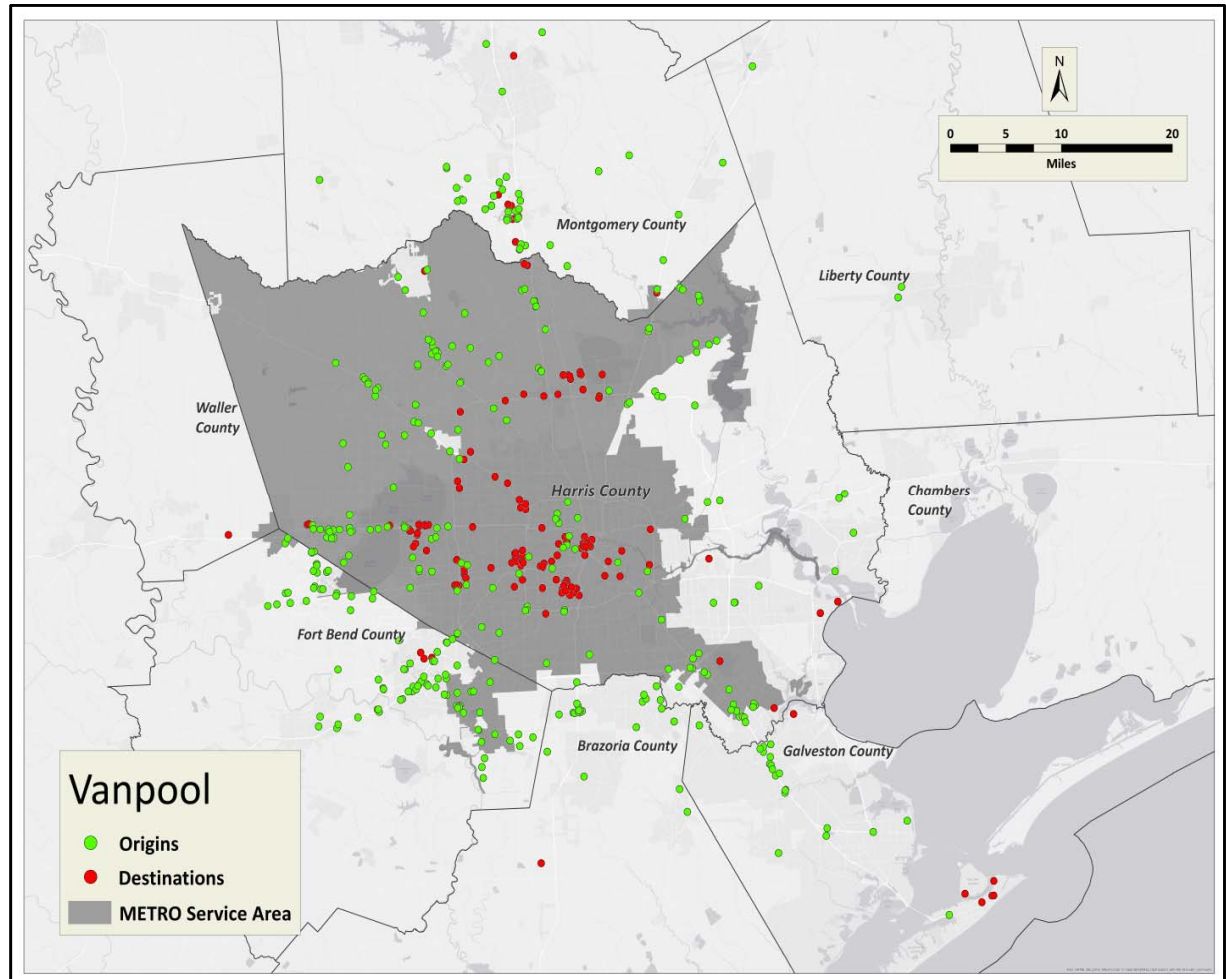 N
0 5 10 20
Miles
Montgomery County
Liberty County
Waller
County
Harris County
Chambers
County
Fort Bend County
Brazoria County
Galveston County
Vanpool
Origins
Destinations
METRO Service Area